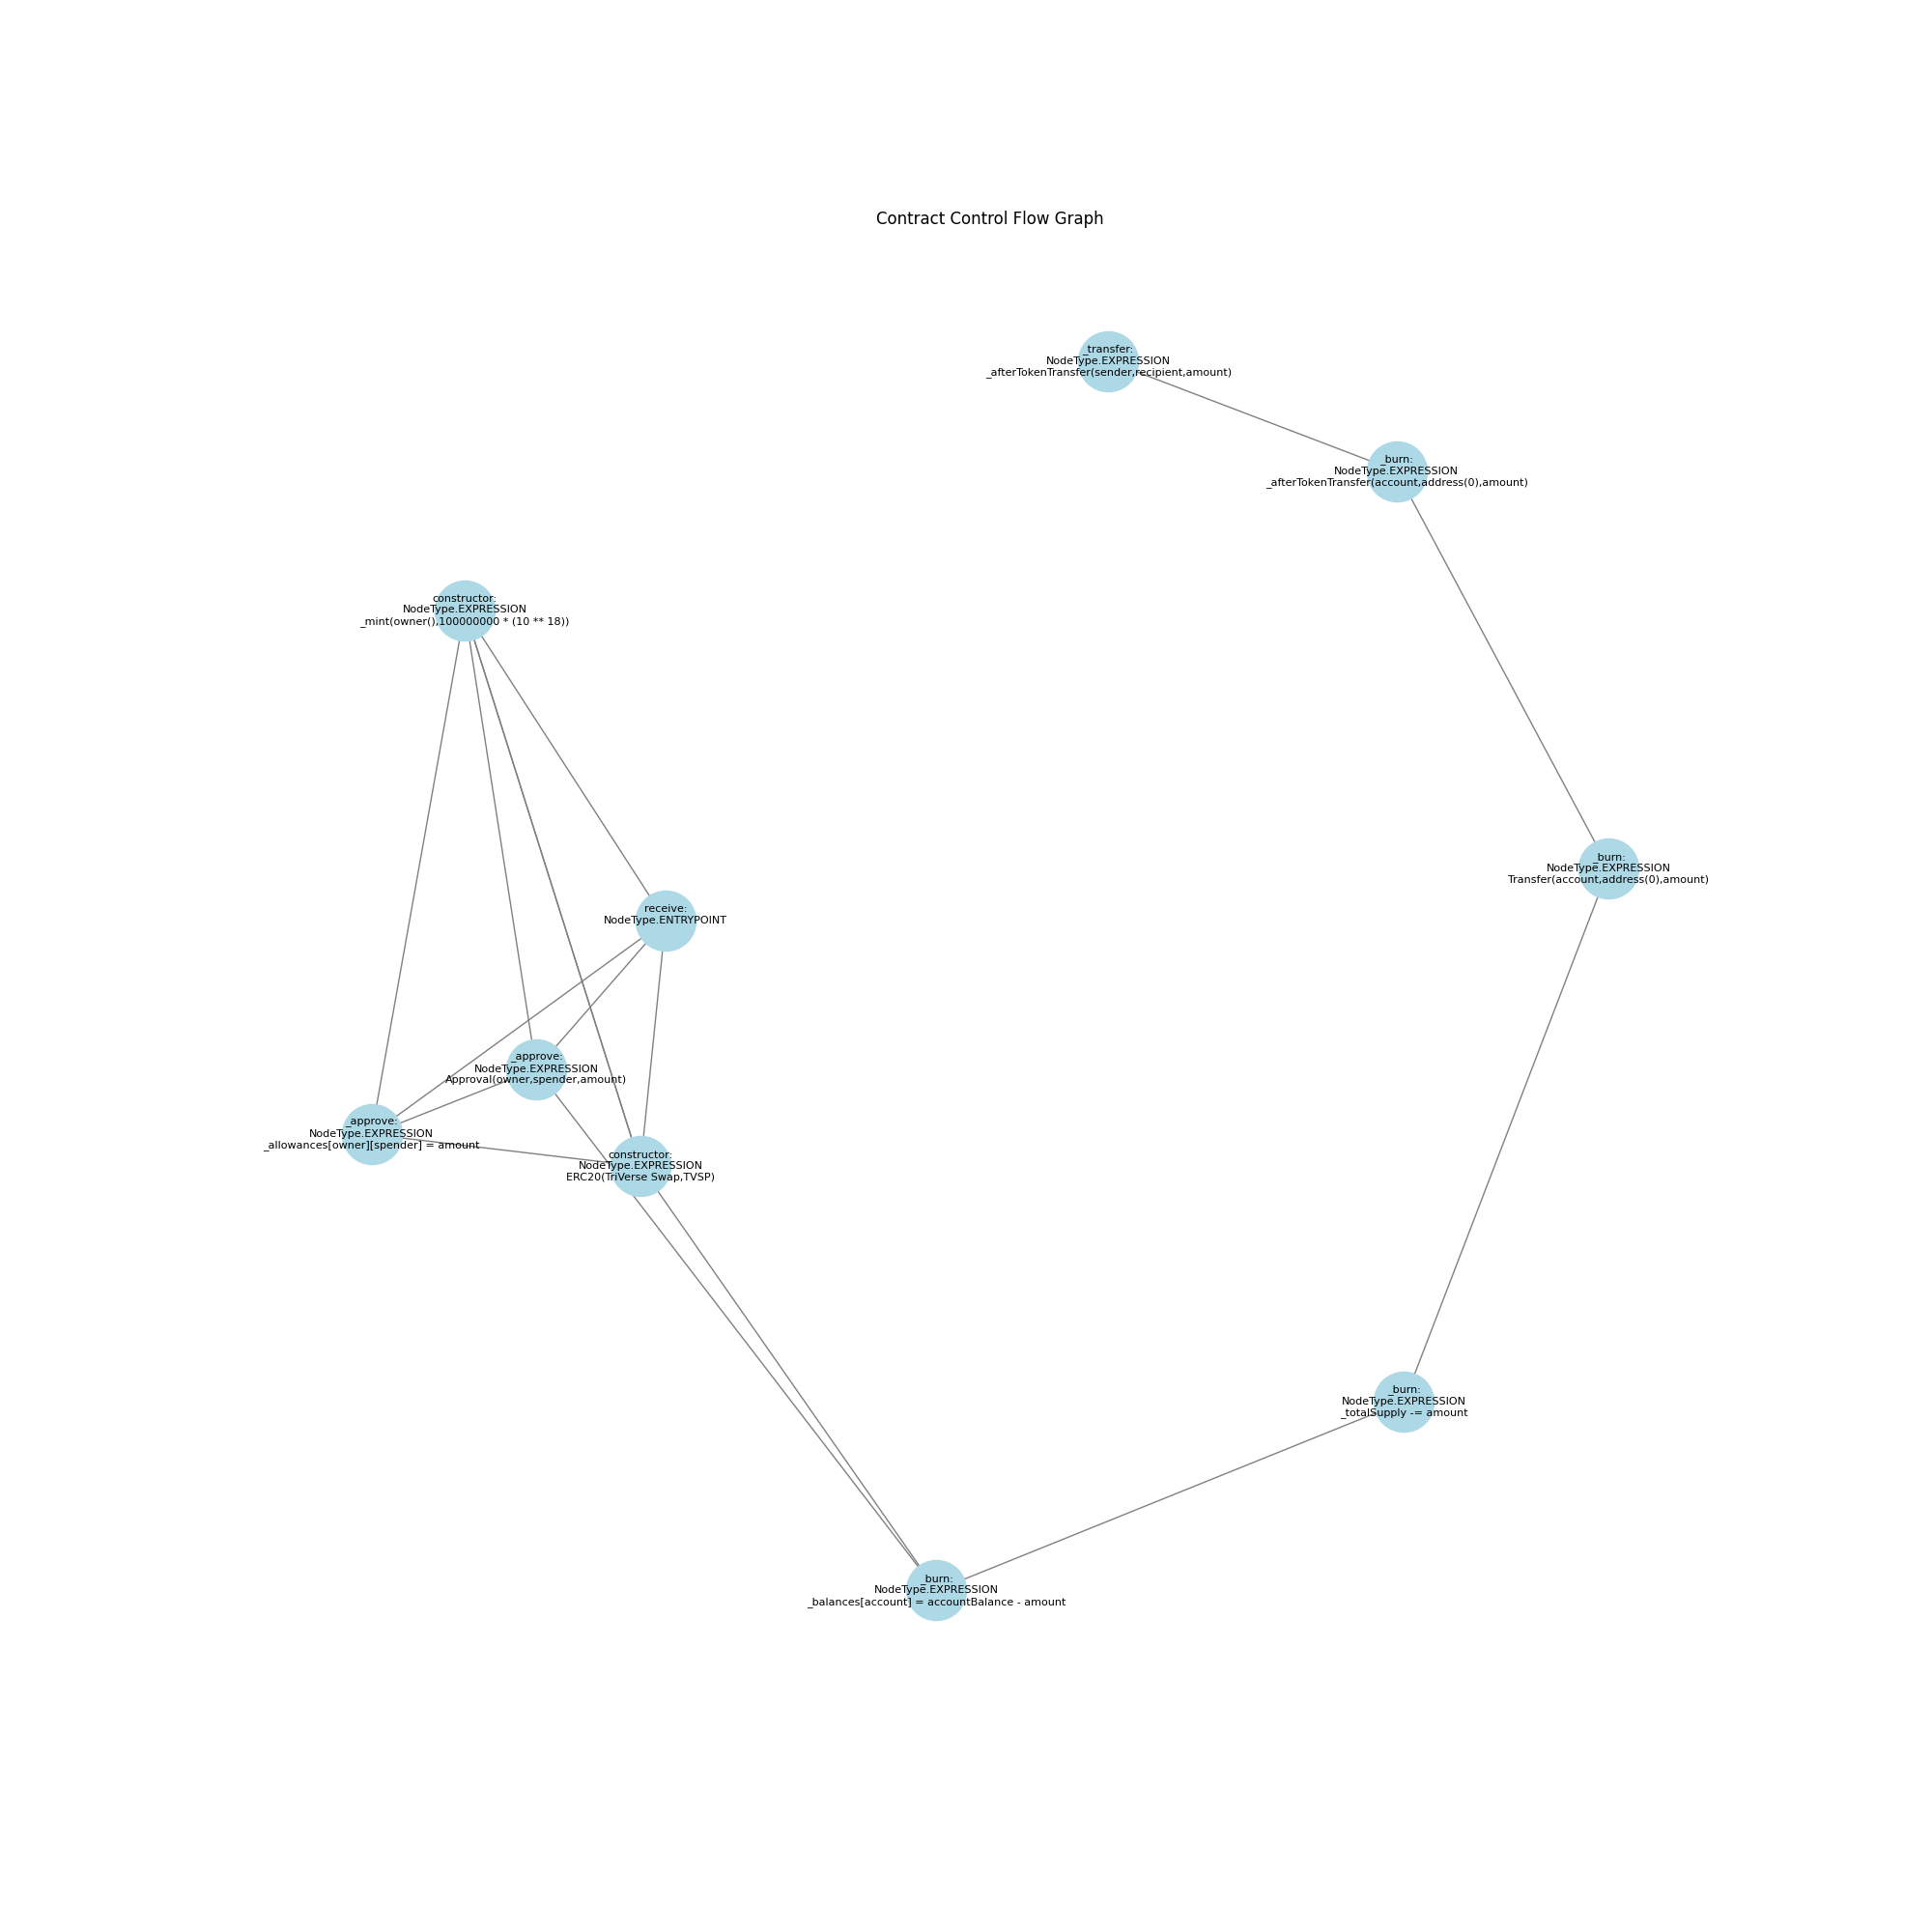 Contract Control Flow Graph
_transfer:
NodeType.EXPRESSION
_afterTokenTransfer(sender,recipient,amount)
_burn:
NodeType.EXPRESSION
_afterTokenTransfer(account,address(0),amount)
constructor:
NodeType.EXPRESSION
_mint(owner(),100000000 * (10 ** 18))
_burn:
NodeType.EXPRESSION
Transfer(account,address(0),amount)
receive:
NodeType.ENTRYPOINT
_approve:
NodeType.EXPRESSION
Approval(owner,spender,amount)
_approve:
NodeType.EXPRESSION
_allowances[owner][spender] = amount
constructor:
NodeType.EXPRESSION
ERC20(TriVerse Swap,TVSP)
_burn:
NodeType.EXPRESSION
_totalSupply -= amount
_burn:
NodeType.EXPRESSION
_balances[account] = accountBalance - amount